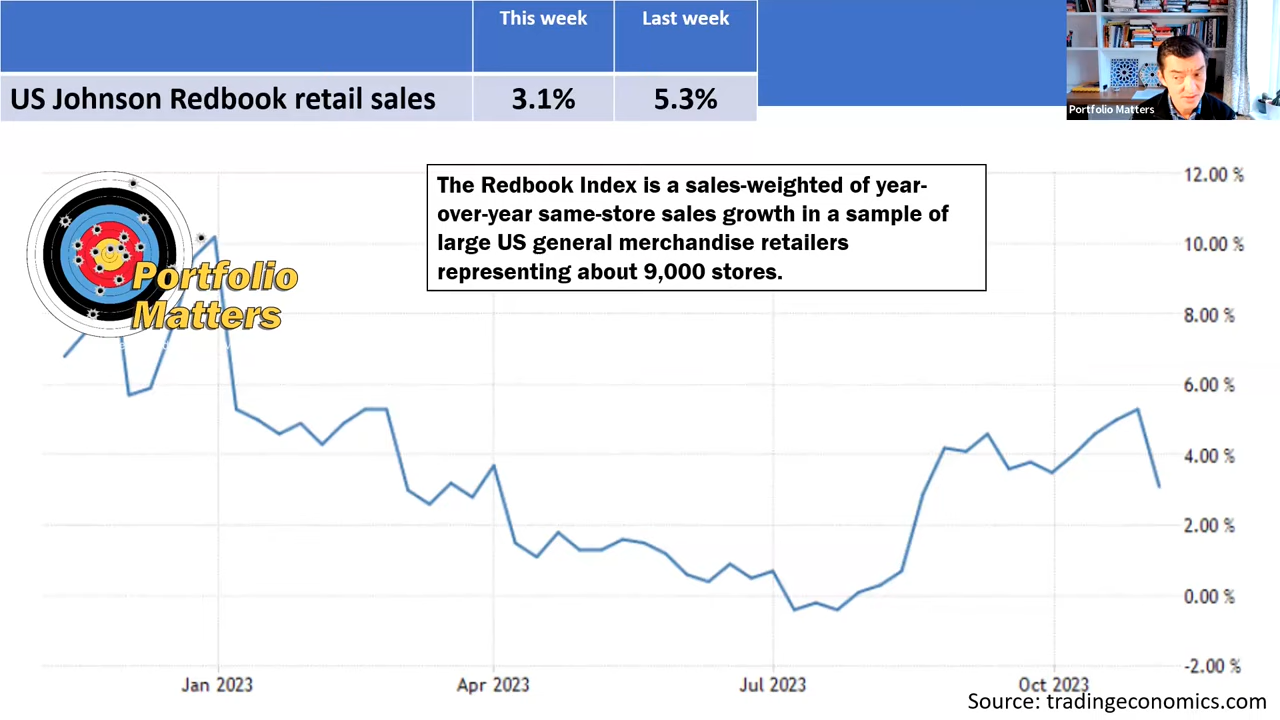 This week
Last week
US Johnson Redbook retail sales
3.1%
5.3%
Portfolio Matters
The Redbook Index is a sales-weighted of year-
over-year same-store sales growth in a sample of
large US general merchandise retailers
representing about 9,000 stores.
Portfolio
Matters
12.00 %
10.00 %
8.00 %
6.00 %
4.00 %
2.00 %
0.00 %
-2.00 %
Jan 2023
Apr 2023
Jul 2023
Oct 2023
Source: tradingeconomics.com